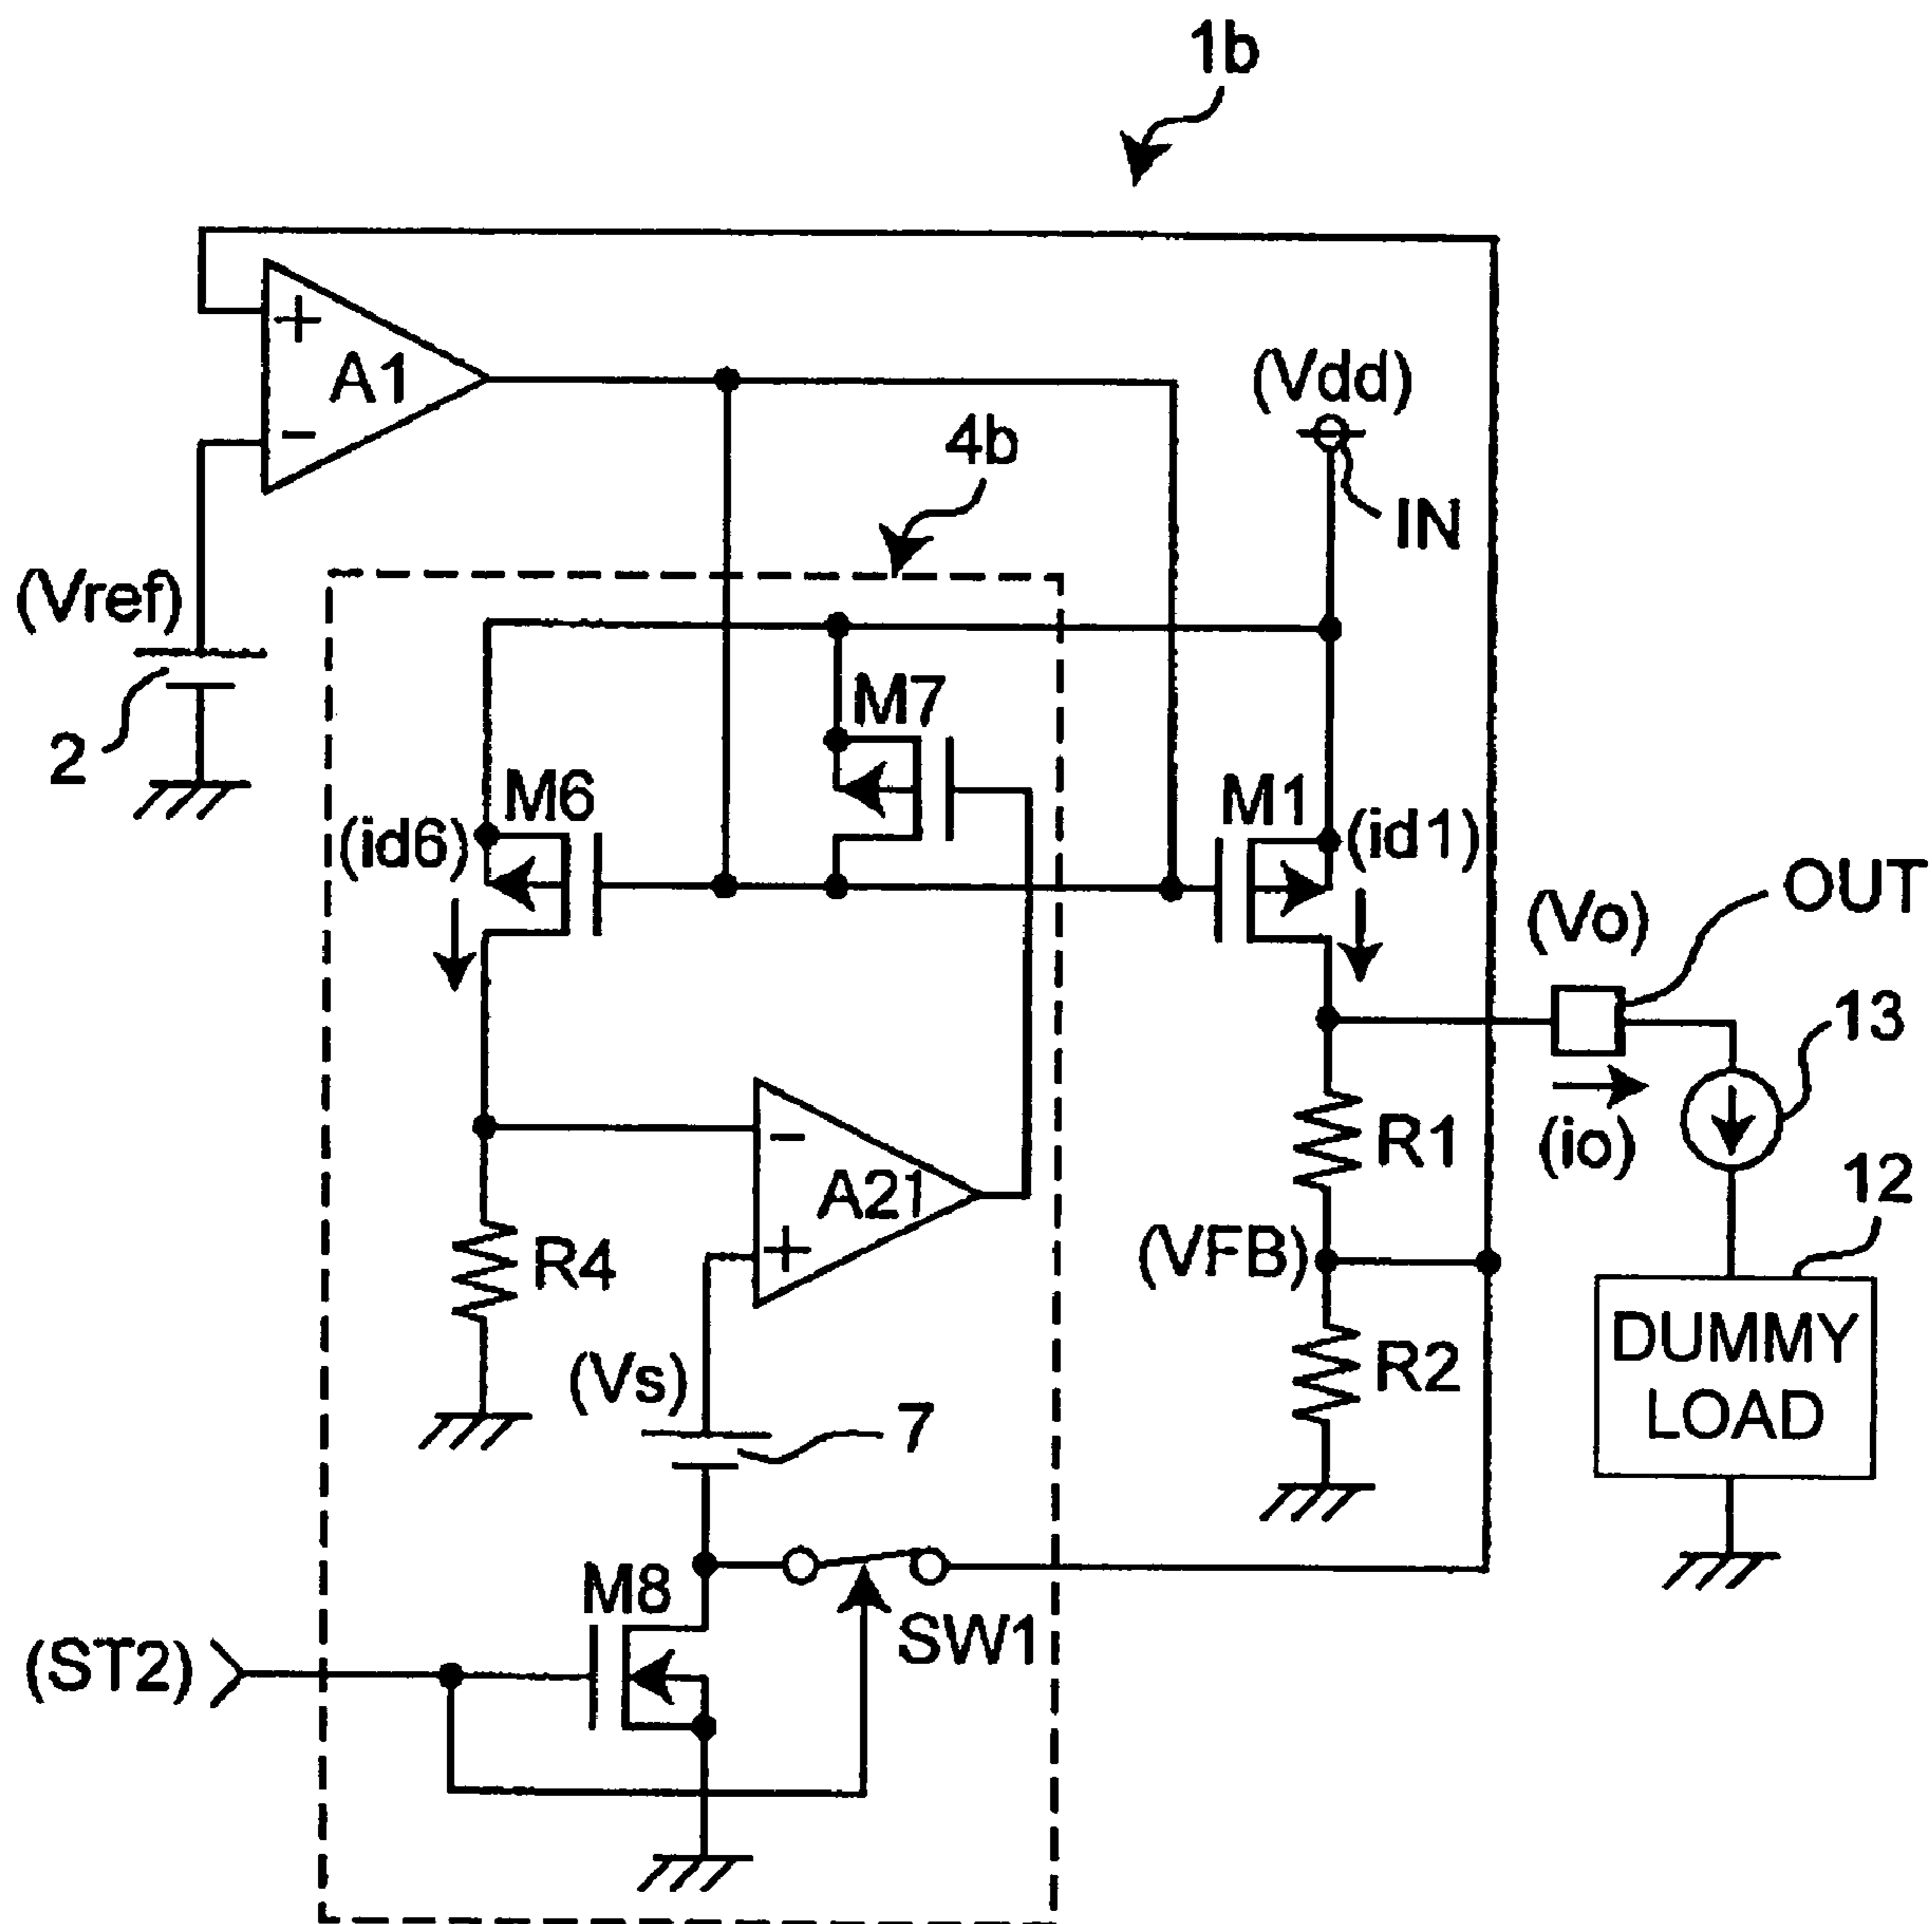 1b
+
A1
−
(Vdd)
4b
IN
(Vref)
2
M7
M6
M1
(id6)
(id1)
OUT
(Vo)
13
−
R1
(io)
12
A21
+
R4
(VFB)
DUMMY
LOAD
(Vs)
R2
7
M8
SW1
(ST2)